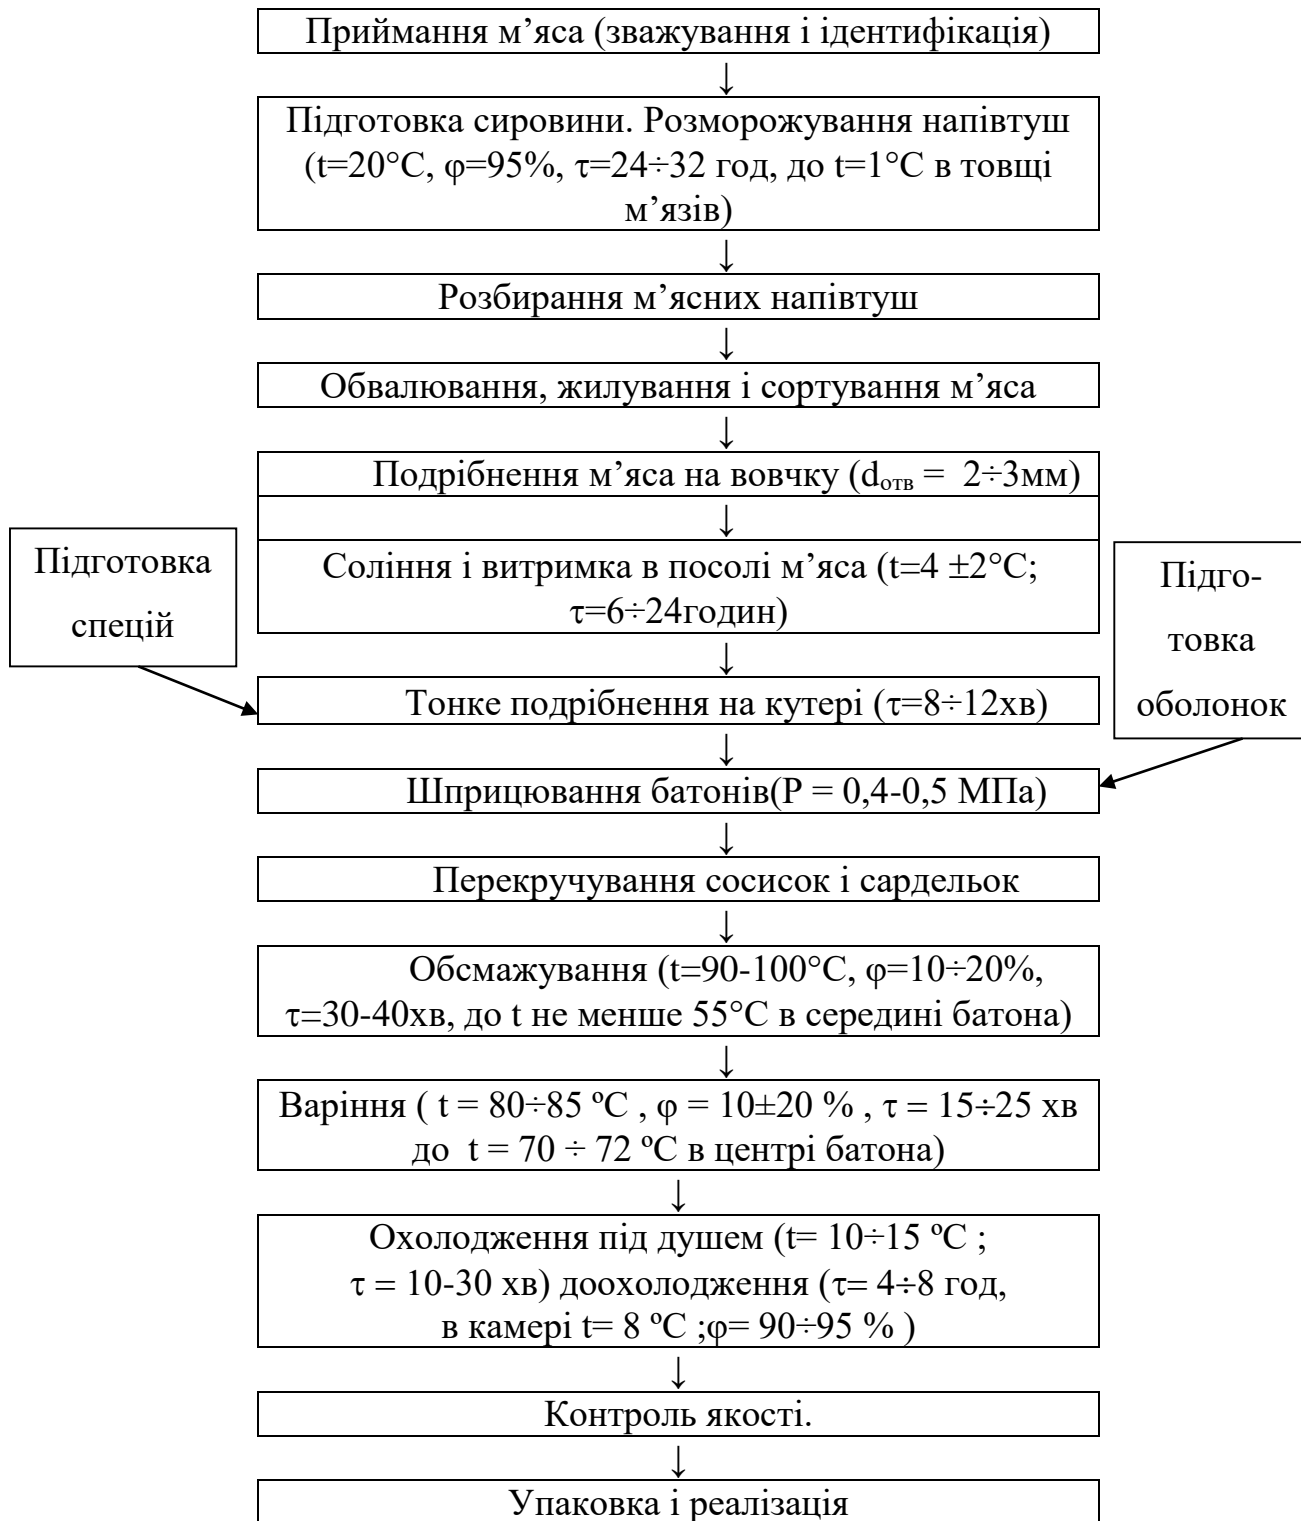 Приймання м’яса (зважування і ідентифікація)
↓
Підготовка сировини. Розморожування напівтуш
(t=20°С, φ=95%, τ=24÷32 год, до t=1°С в товщі
м’язів)
↓
Розбирання м’ясних напівтуш
↓
Обвалювання, жилування і сортування м’яса
↓
Подрібнення м’яса на вовчку (dотв = 2÷3мм)
↓
Соління і витримка в посолі м’яса (t=4 ±2°С;
τ=6÷24годин)
↓
Підготовка
спецій
Тонке подрібнення на кутері (τ=8÷12хв)
↓
Підго-
товка
оболонок
Шприцювання батонів(Р = 0,4-0,5 МПа)
↓
Перекручування сосисок і сардельок
↓
Обсмажування (t=90-100°С, φ=10÷20%,
τ=30-40хв, до t не менше 55°С в середині батона)
↓
Варіння ( t = 80÷85 ºС , φ = 10±20 % , τ = 15÷25 хв
до t = 70 ÷ 72 ºС в центрі батона)
↓
Охолодження під душем (t= 10÷15 ºС ;
τ = 10-30 хв) доохолодження (τ= 4÷8 год,
в камері t= 8 ºС ;φ= 90÷95 % )
↓
Контроль якості.
↓
Упаковка і реалізація